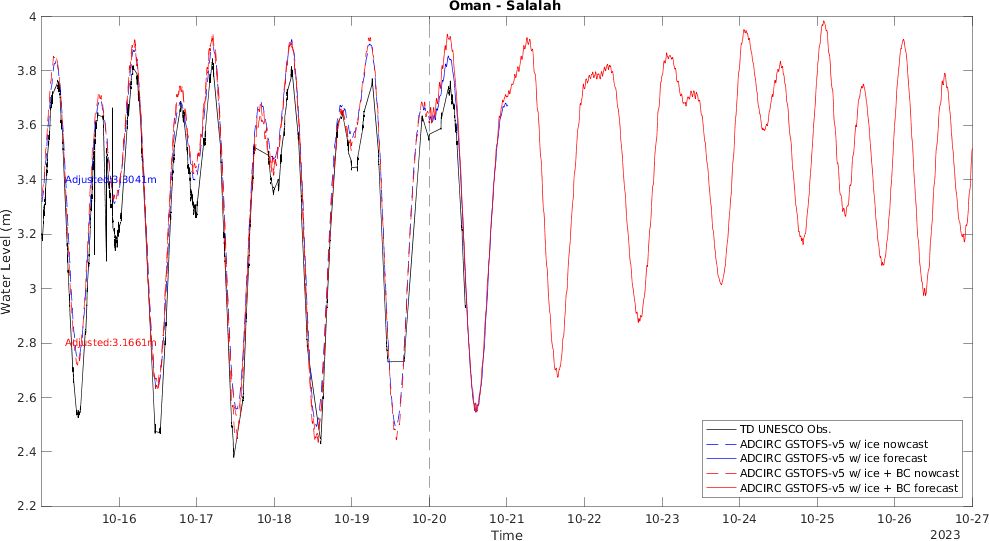 Oman - Salalah
4
3.8
3.6
3.4
3.2
3
2.8
2.6
2.4
2.2
Water Level (m)
Adjusted:3.3041m
Adjusted:3.1661m
TD UNESCO Obs.
ADCIRC GSTOFS-v5 w/ ice nowcast
ADCIRC GSTOFS-v5 w/ ice forecast
ADCIRC GSTOFS-v5 w/ ice + BC nowcast
ADCIRC GSTOFS-v5 w/ ice + BC forecast
10-16 10-17 10-18 10-19 10-20 10-21 10-22 10-23 10-24 10-25 10-26 10-27
Time
2023